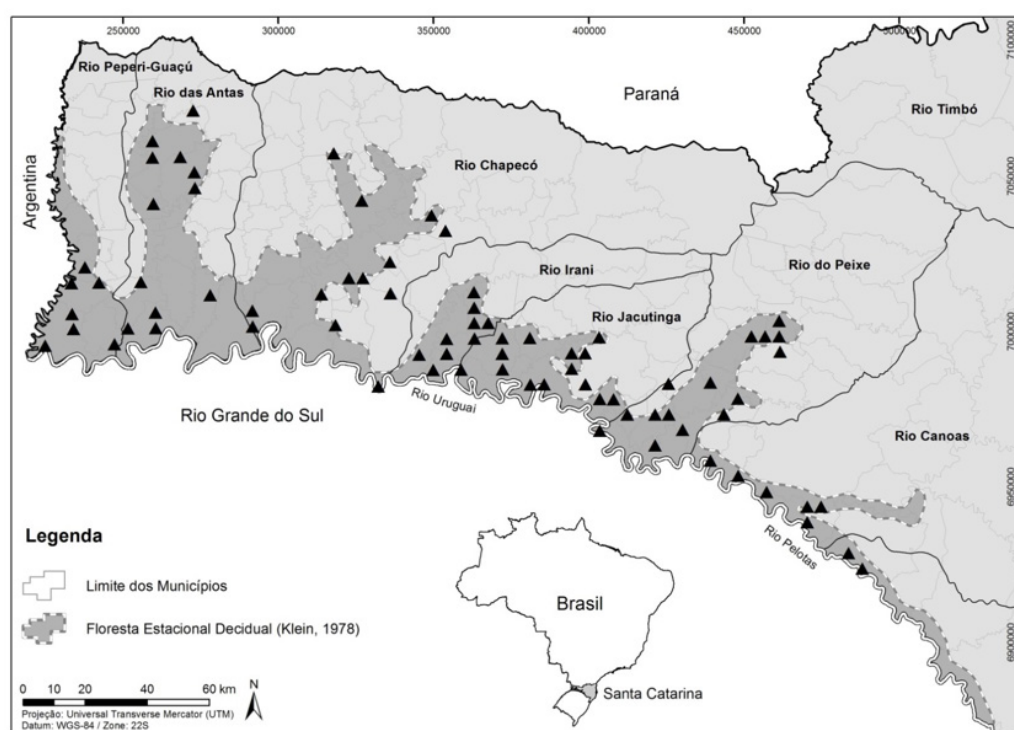 250000
300000
350000
400000
450000
500000
7100000
Rio Peperi-Guaçú
Rio das Antas
Paraná
Rio Timbó
Argentina
Rio Chapecó
7050000
Rio Irani
Rio do Peixe
Rio Jacutinga
7000000
Rio Uruguai
Rio Grande do Sul
Rio Canoas
6950000
Rio Pelotas
Legenda
Limite dos Municípios
Floresta Estacional Decidual (Klein, 1978)
Brasil
6900000
Santa Catarina
0 10 20 40 60 km
N
Projeção: Universal Transverse Mercator (UTM)
Datum: WGS-84 / Zone: 22S